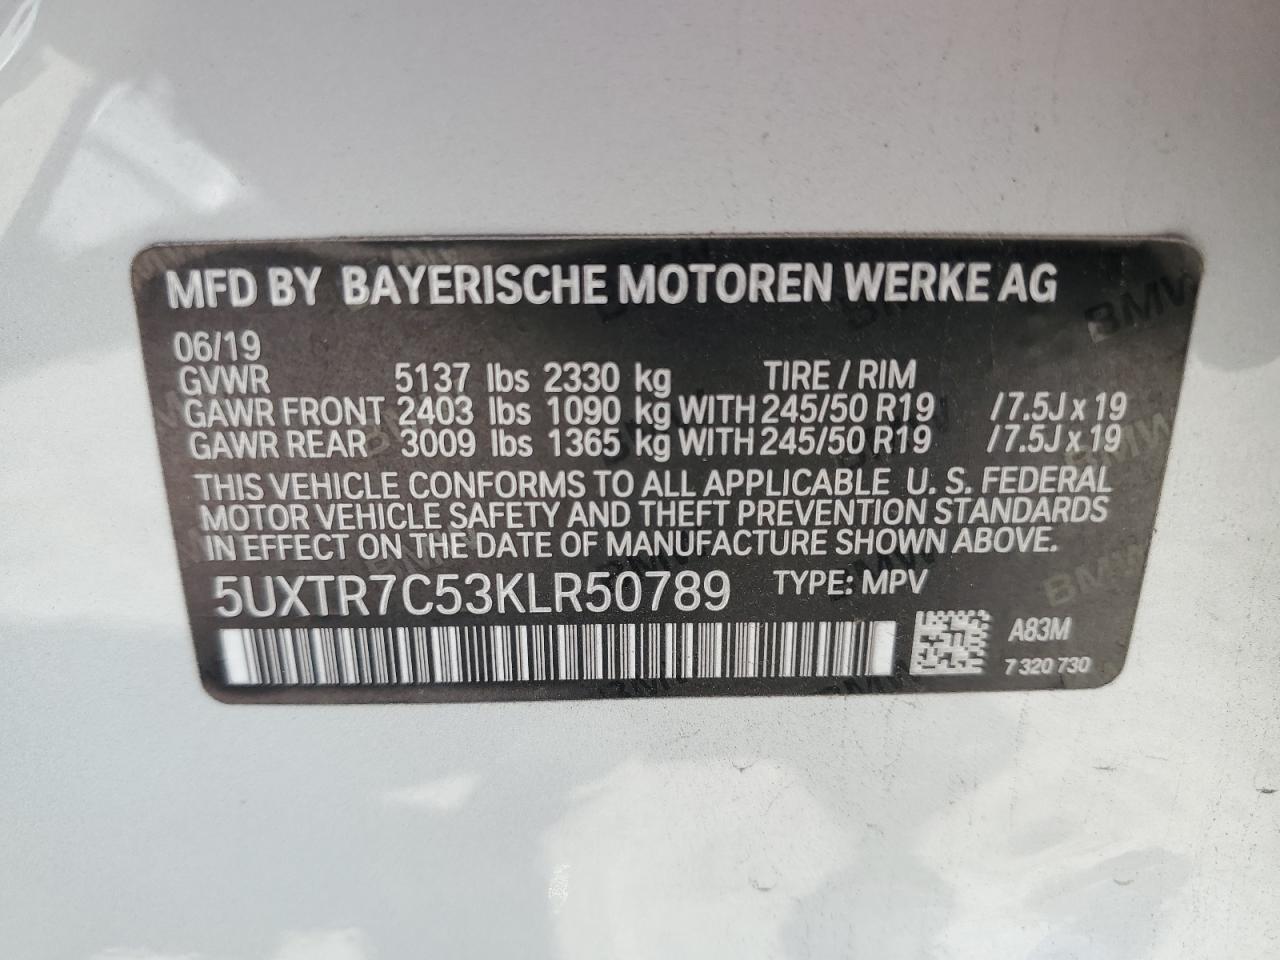 MFD BY BAYERISCHE MOTOREN WERKE AG
06/19
GVWR 5137 lbs 2330 kg TIRE / RIM
GAWR FRONT 2403 lbs 1090 kg WITH 245/50 R19 /7.5J x 19
GAWR REAR 3009 lbs 1365 kg WITH 245/50 R19 /7.5J x 19
THIS VEHICLE CONFORMS TO ALL APPLICABLE U. S. FEDERAL
MOTOR VEHICLE SAFETY AND THEFT PREVENTION STANDARDS
IN EFFECT ON THE DATE OF MANUFACTURE SHOWN ABOVE.
5UXTR7C53KLR50789 TYPE: MPV
A83M
7 320 730